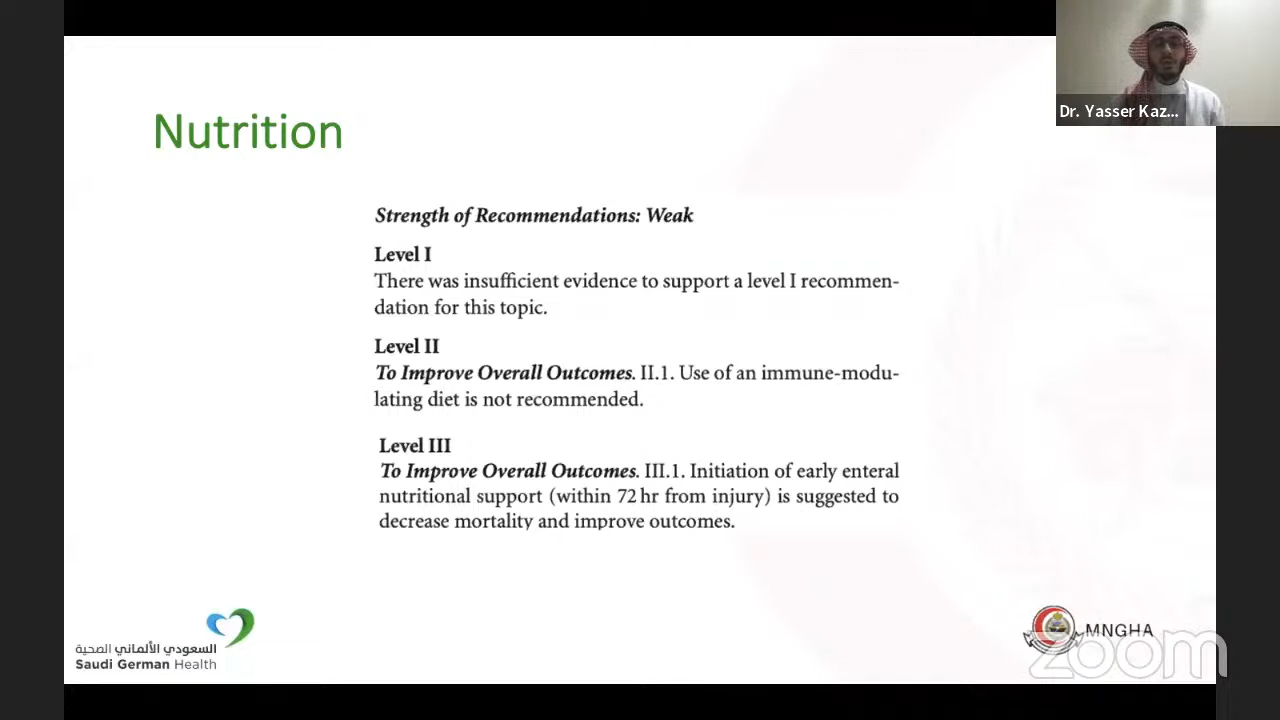 Dr. Yasser Kaz...
Nutrition
Strength of Recommendations: Weak
Level I
There was insufficient evidence to support a level I recommen-
dation for this topic.
Level II
To Improve Overall Outcomes. II.1. Use of an immune-modu-
lating diet is not recommended.
Level III
To Improve Overall Outcomes. III.1. Initiation of early enteral
nutritional support (within 72 hr from injury) is suggested to
decrease mortality and improve outcomes.
السعودي الألماني الصحية
Saudi German Health
MNGHA
zoom